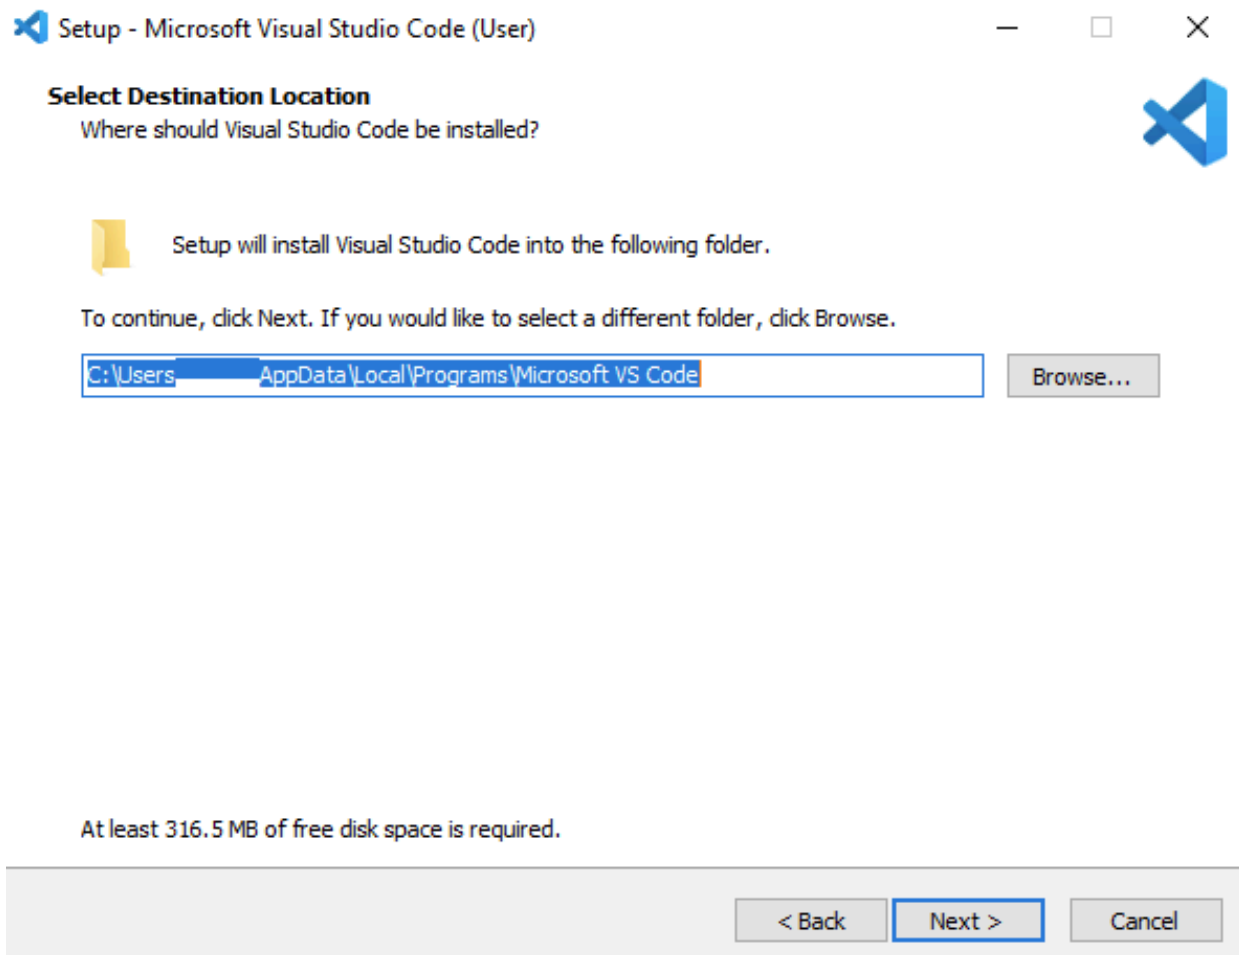 Setup - Microsoft Visual Studio Code (User)
Select Destination Location
Where should Visual Studio Code be installed?
Setup will install Visual Studio Code into the following folder.
To continue, click Next. If you would like to select a different folder, click Browse.
C:\Users AppData\Local\Programs\Microsoft VS Code
Browse...
At least 316.5 MB of free disk space is required.
< Back
Next >
Cancel